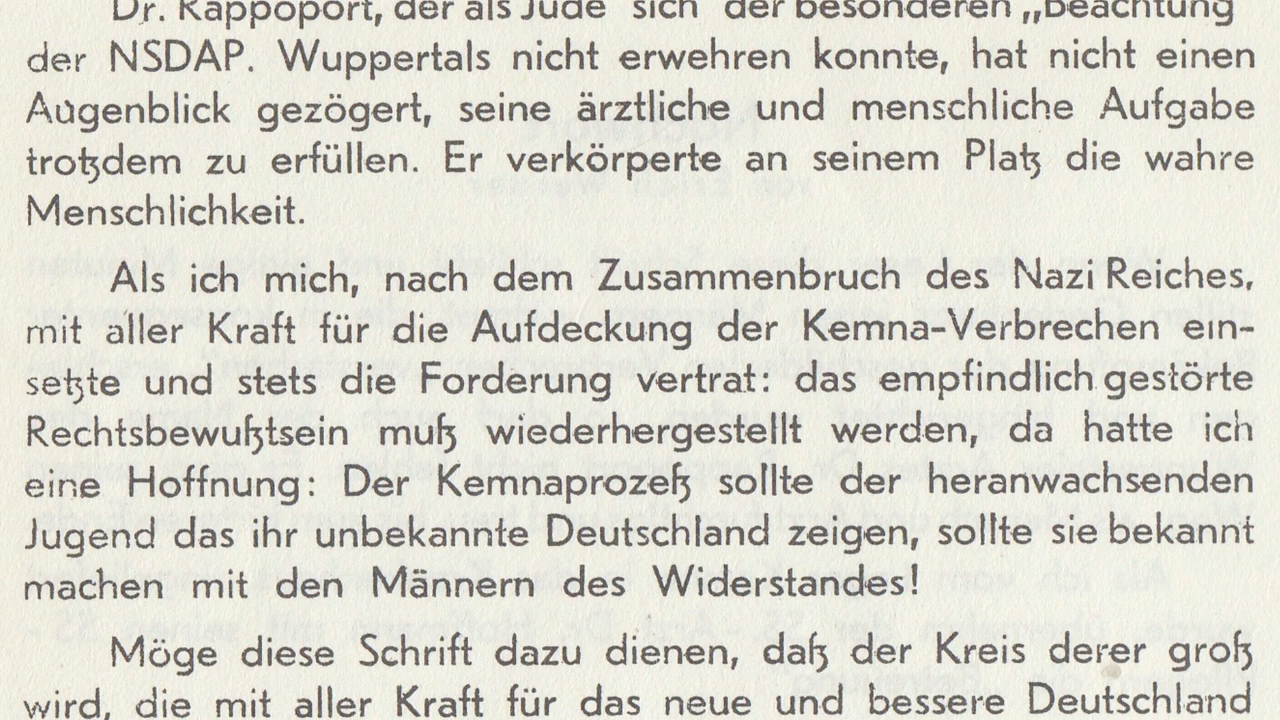 Dr. Rappoport, der als Jude sich der besonderen „Beachtung
der NSDAP. Wuppertals nicht erwehren konnte, hat nicht einen
Augenblick gezögert, seine ärztliche und menschliche Aufgabe
trotzdem zu erfüllen. Er verkörperte an seinem Platz die wahre
Menschlichkeit.
Als ich mich, nach dem Zusammenbruch des Nazi Reiches,
mit aller Kraft für die Aufdeckung der Kemna-Verbrechen ein-
setzte und stets die Forderung vertrat: das empfindlich gestörte
Rechtsbewußtsein muß wiederhergestellt werden, da hatte ich
eine Hoffnung: Der Kemnaprozeß sollte der heranwachsenden
Jugend das ihr unbekannte Deutschland zeigen, sollte sie bekannt
machen mit den Männern des Widerstandes!
Möge diese Schrift dazu dienen, daß der Kreis derer groß
wird, die mit aller Kraft für das neue und bessere Deutschland